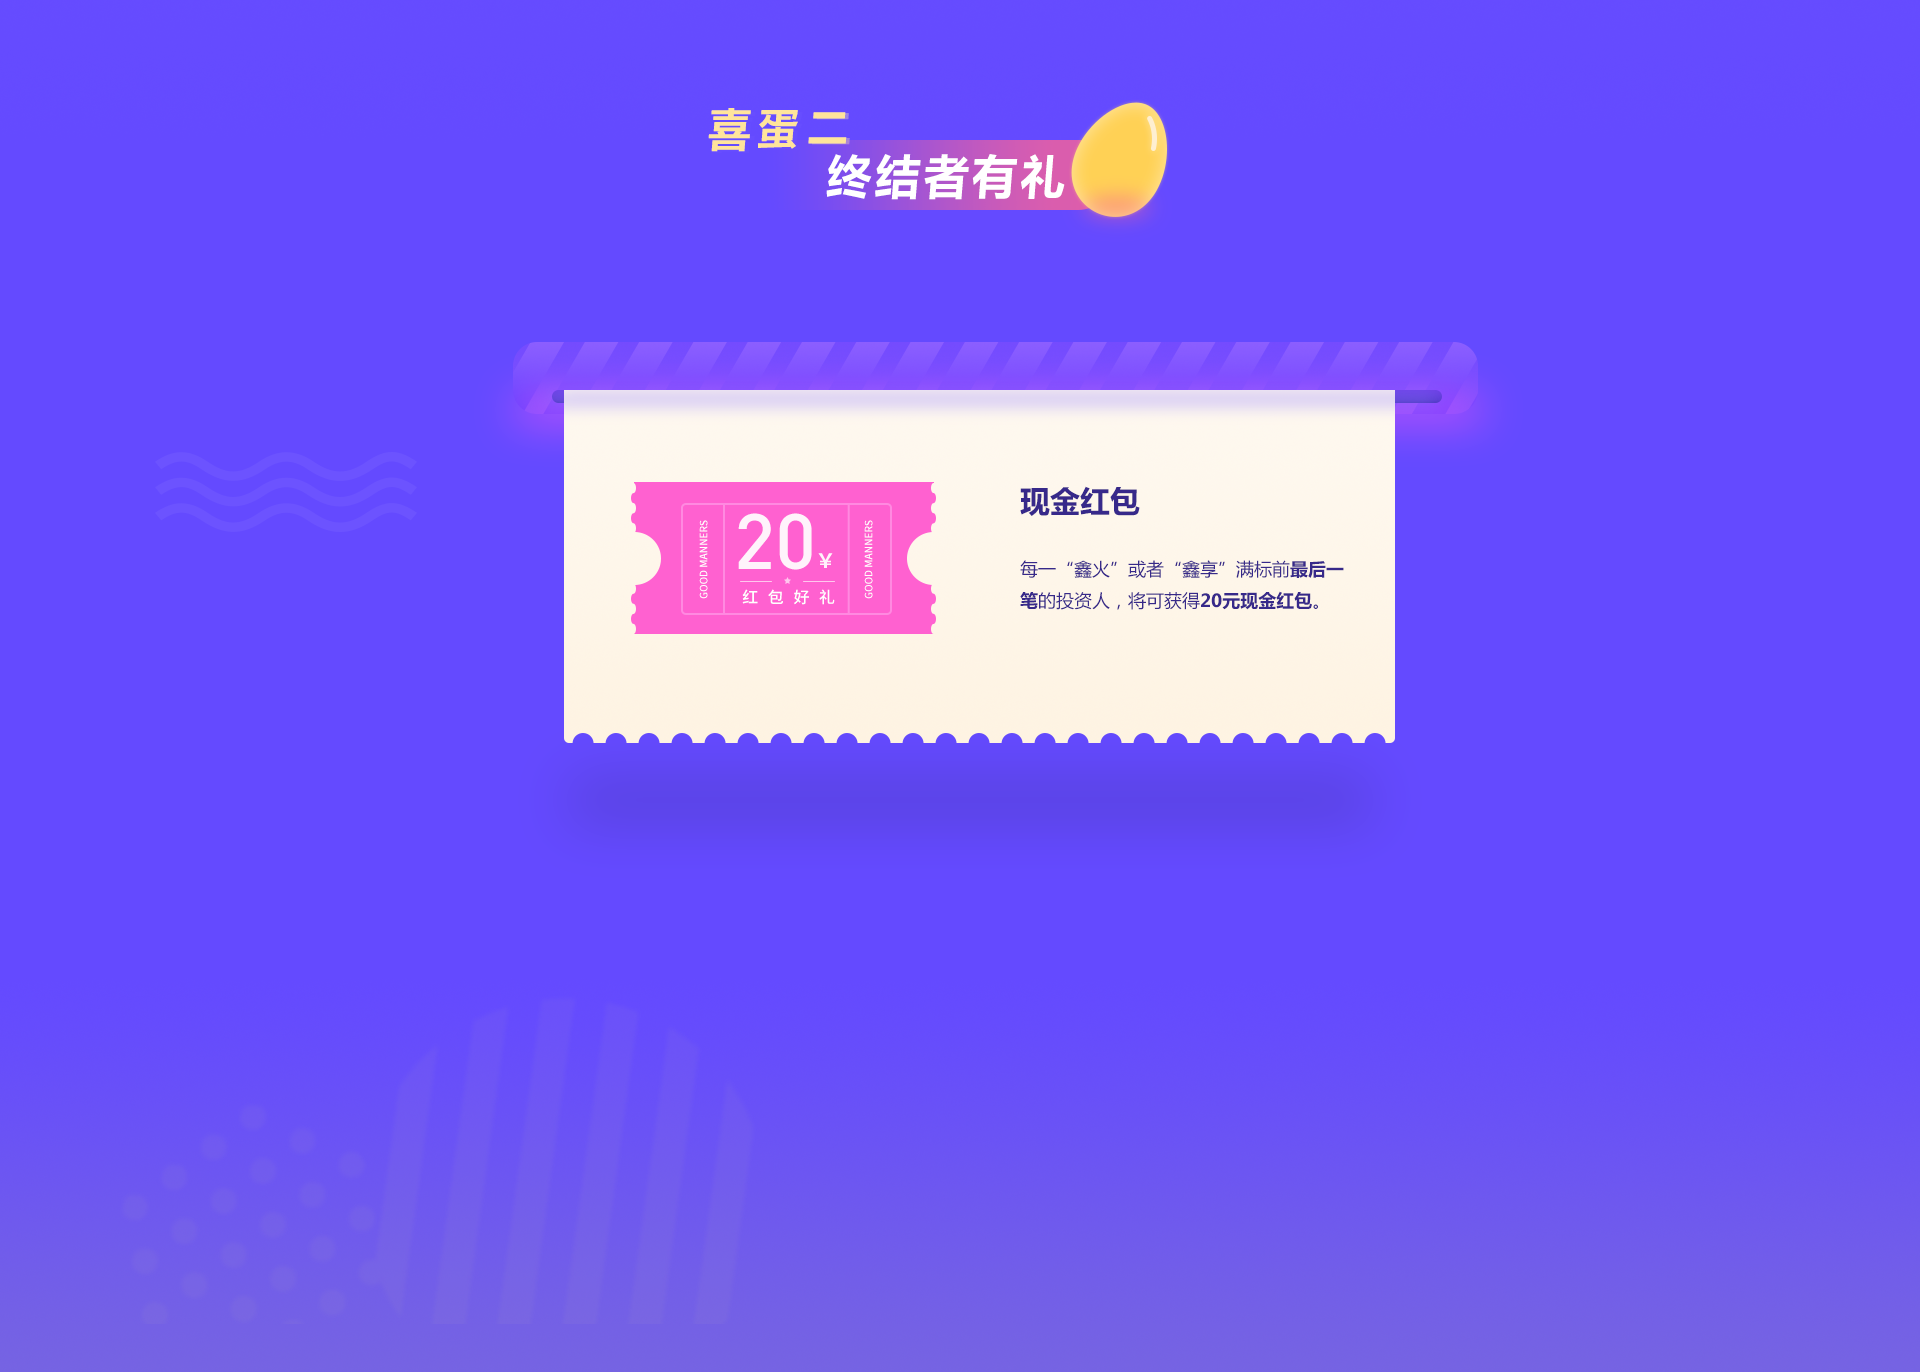 喜蛋二
终结者有礼
GOOD MANNERS
20¥
红包好礼
GOOD MANNERS
现金红包
每一“鑫火”或者“鑫享”满标前最后一
笔的投资人，将可获得20元现金红包。